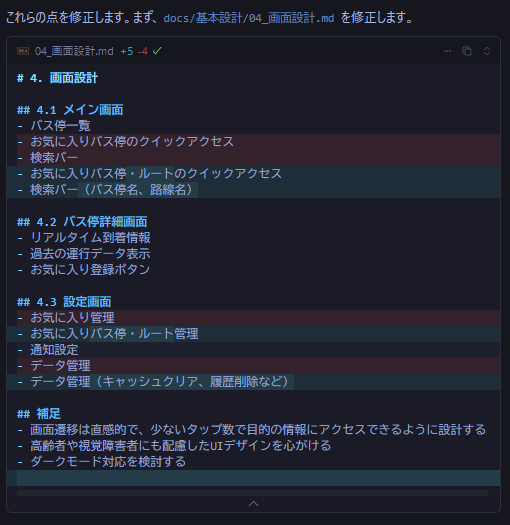 これらの点を修正します。まず、docs/基本設計/04_画面設計.md を修正します。
04_画面設計.md +5 -4
# 4. 画面設計
## 4.1 メイン画面
- バス停一覧
- お気に入りバス停のクイックアクセス
- 検索バー
- お気に入りバス停・ルートのクイックアクセス
- 検索バー（バス停名、路線名）
## 4.2 バス停詳細画面
- リアルタイム到着情報
- 過去の運行データ表示
- お気に入り登録ボタン
## 4.3 設定画面
- お気に入り管理
- お気に入りバス停・ルート管理
- 通知設定
- データ管理
- データ管理（キャッシュクリア、履歴削除など）
## 補足
- 画面遷移は直感的で、少ないタップ数で目的の情報にアクセスできるように設計する
- 高齢者や視覚障害者にも配慮したUIデザインを心がける
- ダークモード対応を検討する